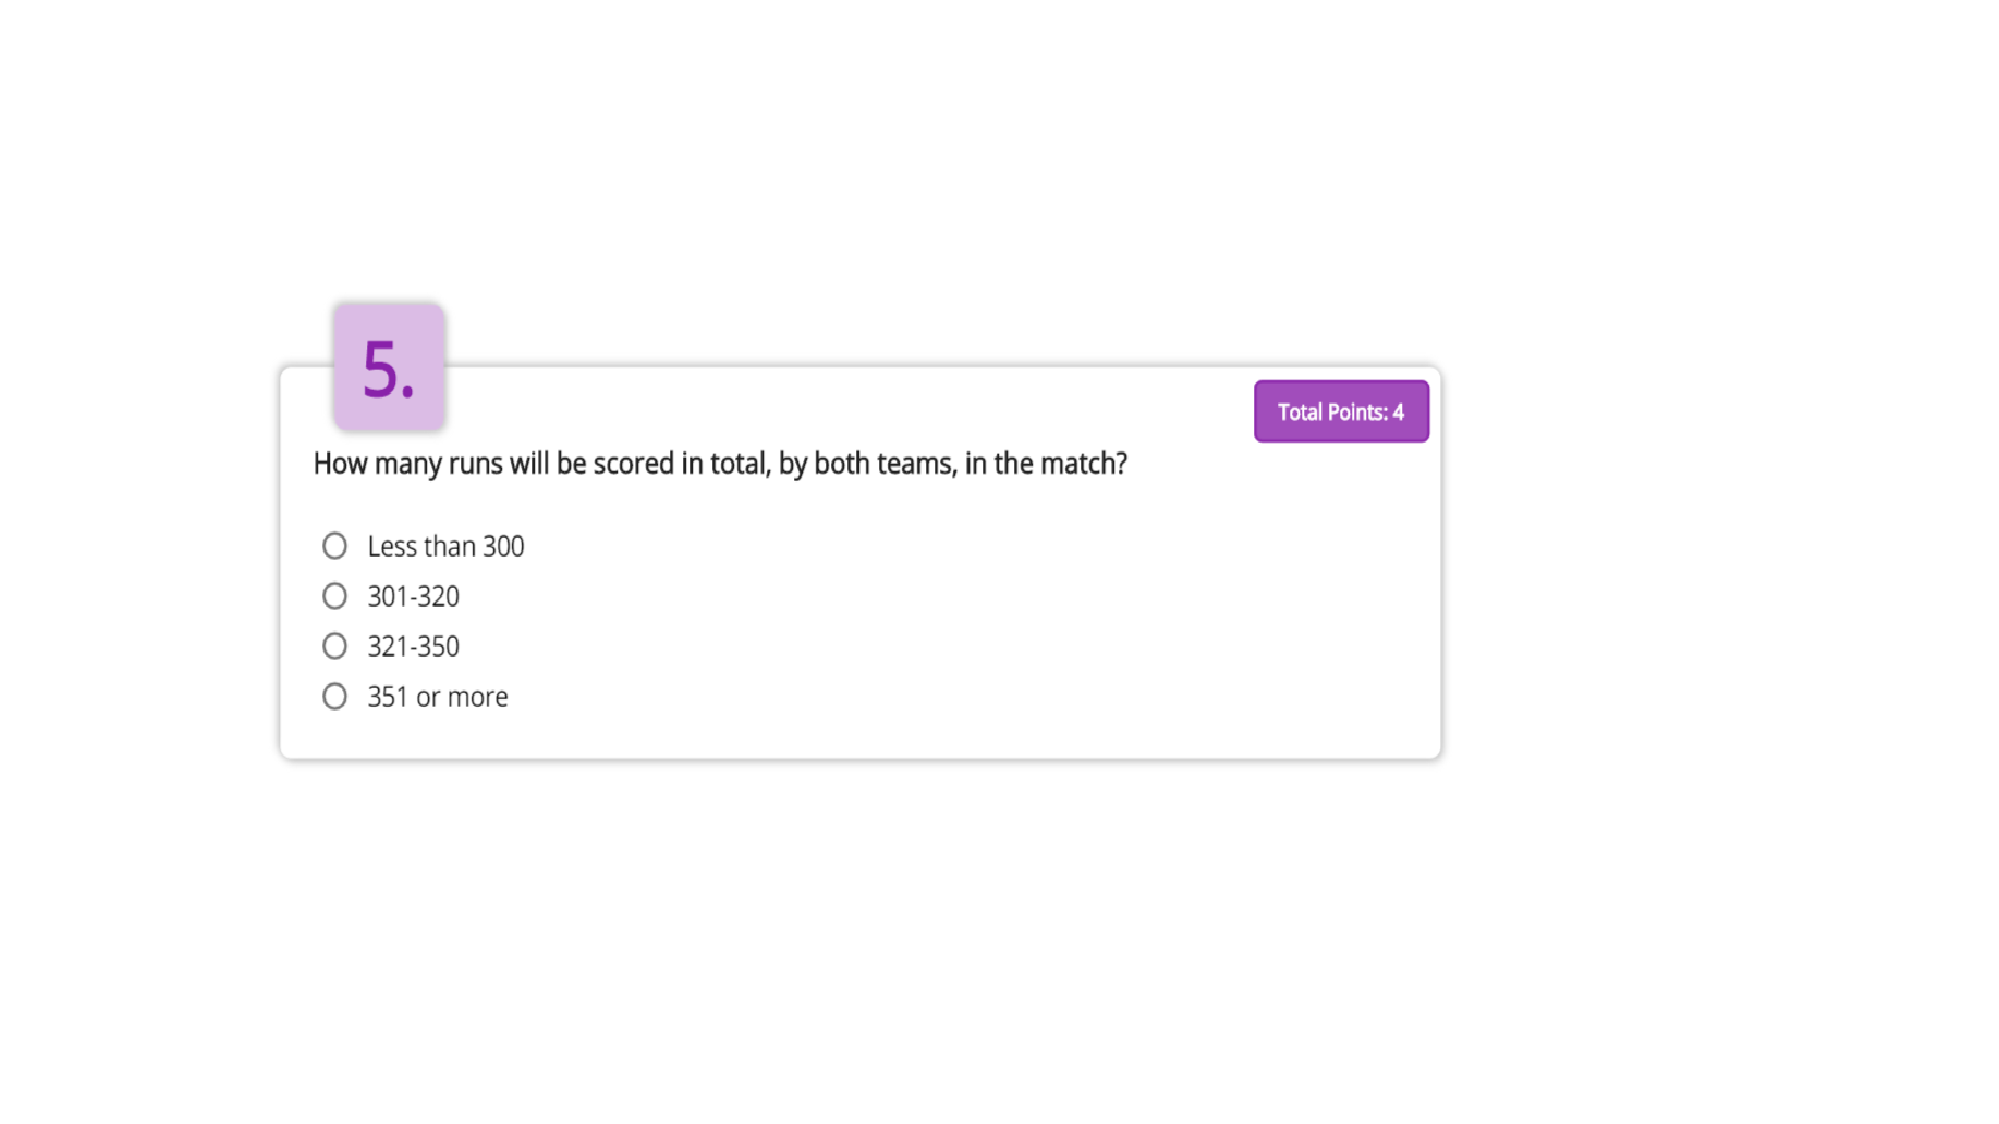 5.
Total Points: 4
How many runs will be scored in total, by both teams, in the match?
Less than 300
301-320
321-350
351 or more